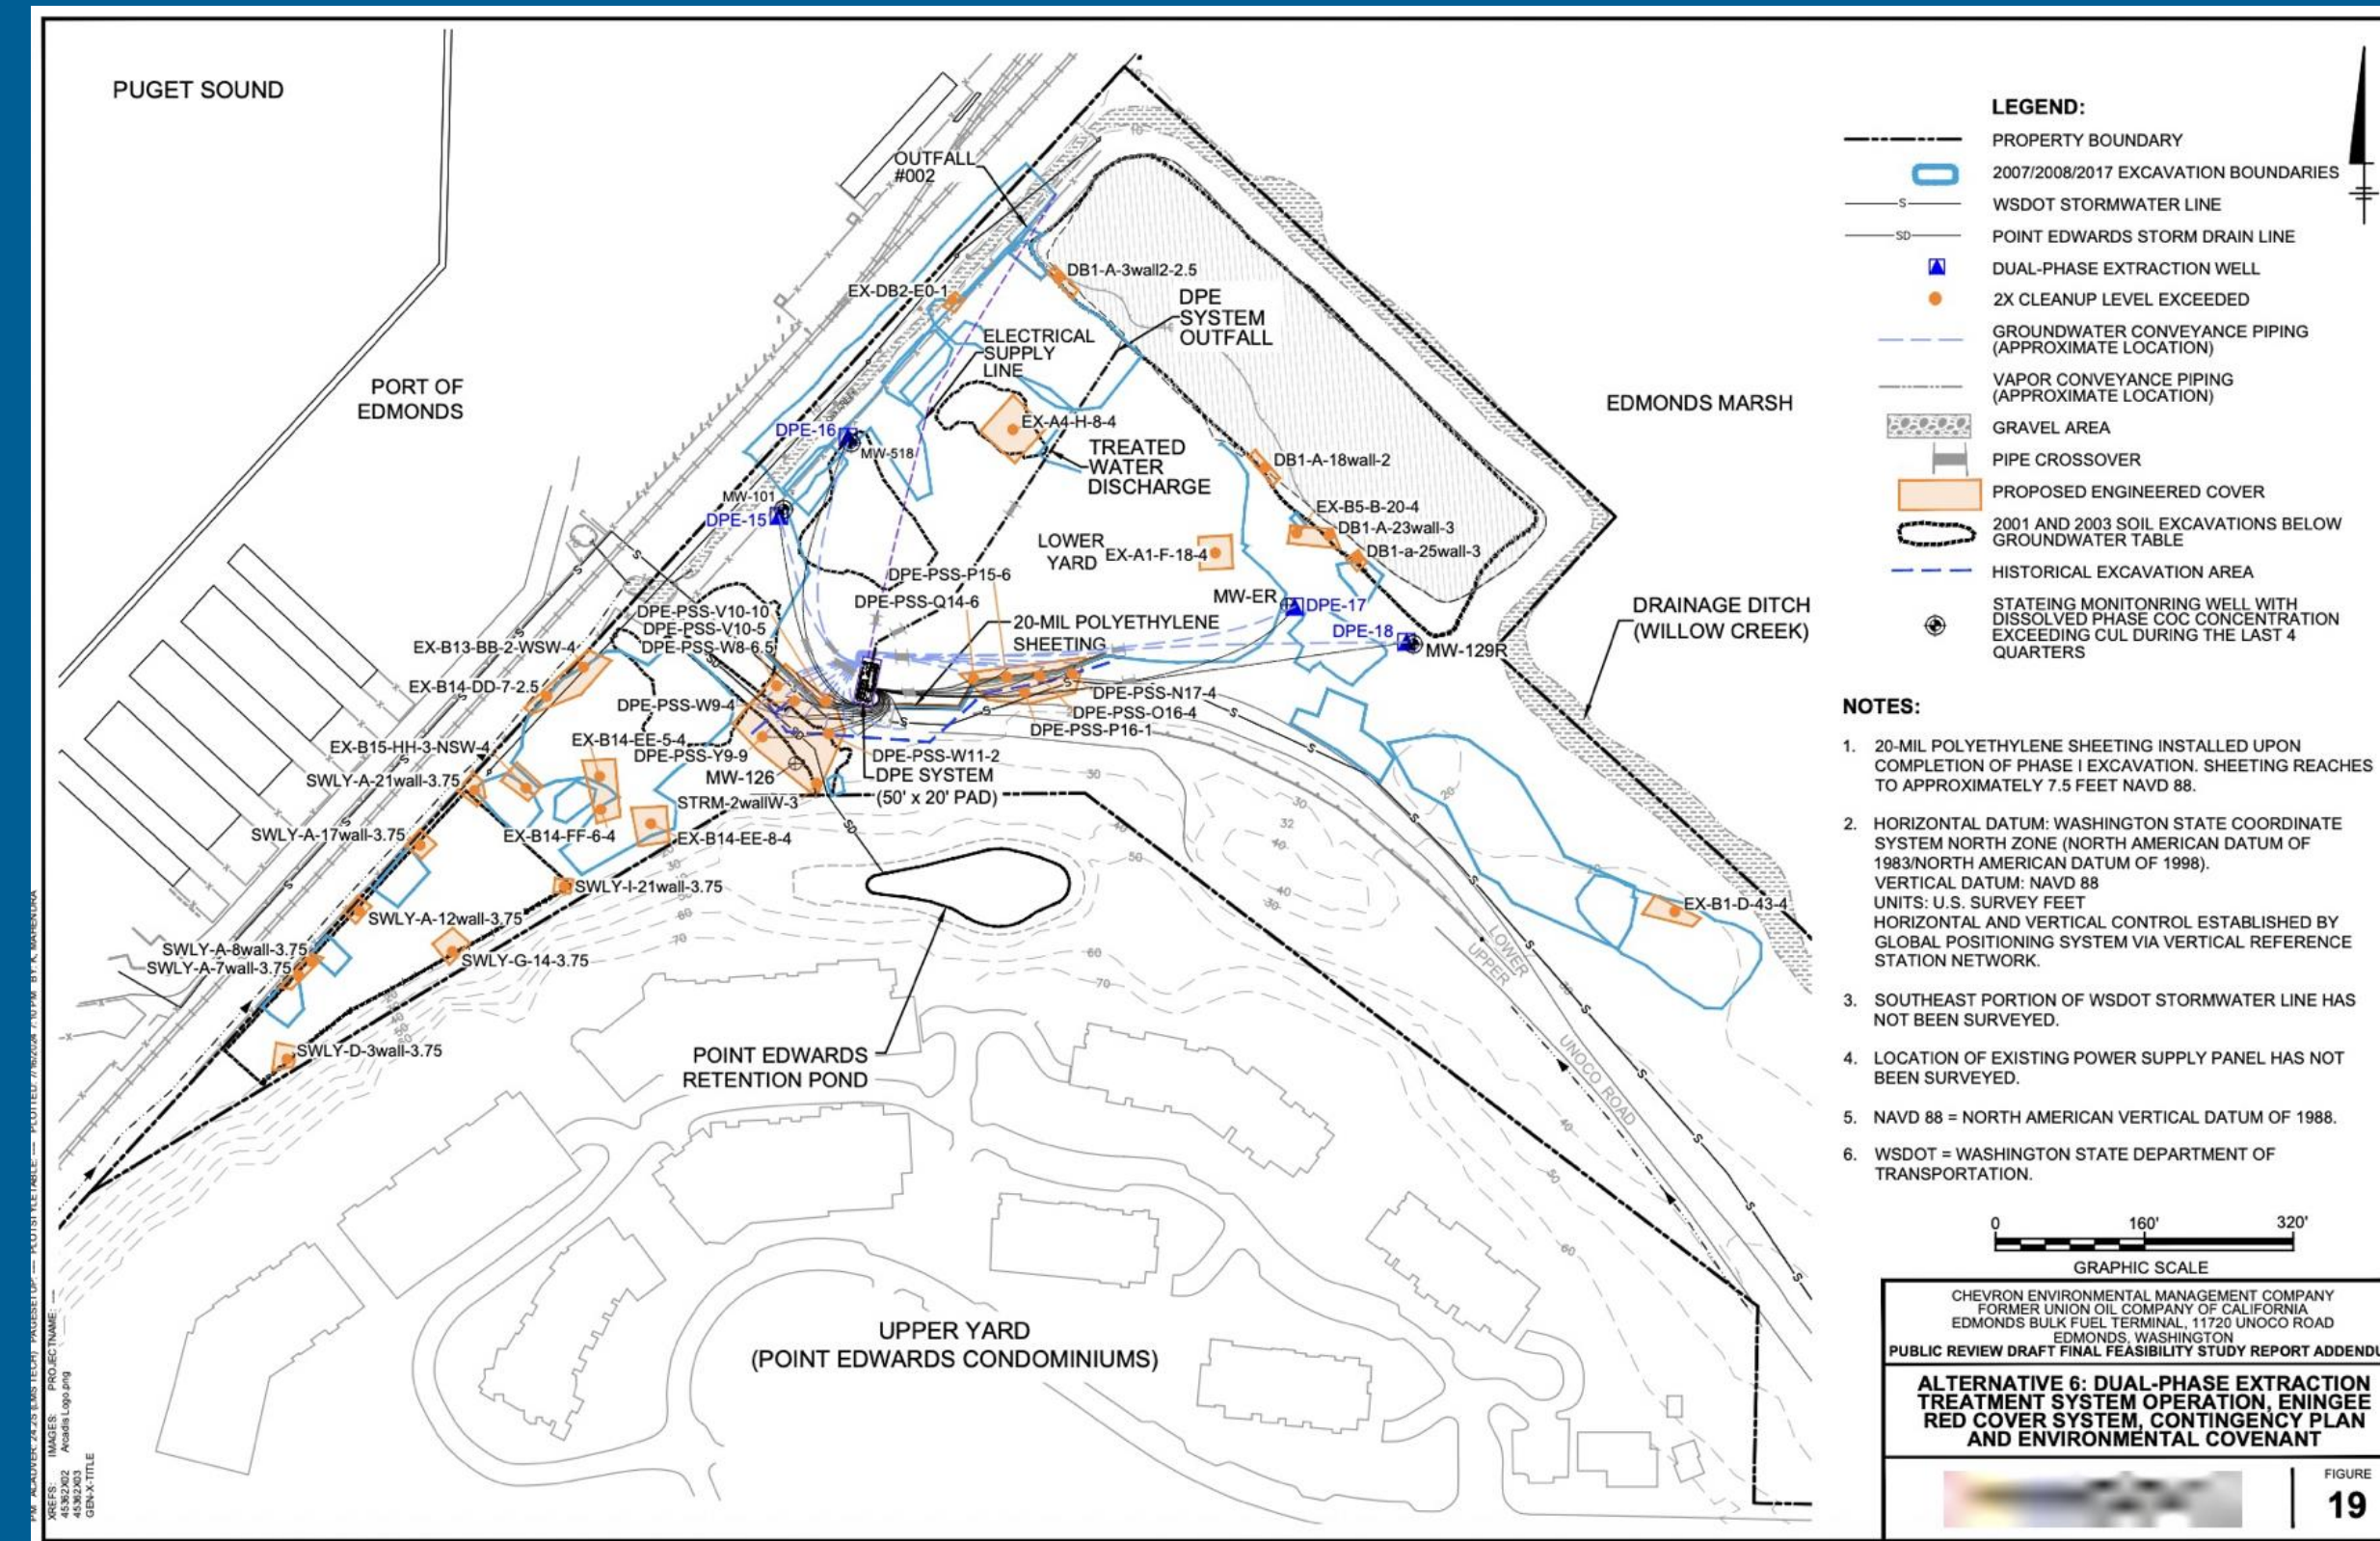 PUGET SOUND
PORT OF
EDMONDS
OUTFALL
#002
EX-DB2-E0-1
DB1-A-3wall2-2.5
DPE
SYSTEM
OUTFALL
ELECTRICAL
SUPPLY
LINE
EX-A4-H-8-4
TREATED
WATER
DISCHARGE
DPE-16
MW-518
MW-101
DPE-15
DB1-A-18wall-2
EX-B5-B-20-4
DB1-A-23wall-3
DB1-a-25wall-3
LOWER
YARD
EX-A1-F-18-4
EDMONDS MARSH
DPE-PSS-P15-6
DPE-PSS-Q14-6
MW-ER
DPE-17
DPE-18
MW-129R
20-MIL POLYETHYLENE
SHEETING
DRAINAGE DITCH
(WILLOW CREEK)
DPE-PSS-V10-10
DPE-PSS-V10-5
DPE-PSS-W8-6.5
EX-B13-BB-2-WSW-4
EX-B14-DD-7-2.5
DPE-PSS-W9-4
DPE-PSS-N17-4
DPE-PSS-O16-4
DPE-PSS-P16-1
EX-B15-HH-3-NSW-4
EX-B14-EE-5-4
DPE-PSS-Y9-9
MW-126
DPE-PSS-W11-2
DPE SYSTEM
(50' x 20' PAD)
SWLY-A-21wall-3.75
STRM-2wallW-3
SWLY-A-17wall-3.75
EX-B14-FF-6-4
EX-B14-EE-8-4
SWLY-I-21wall-3.75
SWLY-A-12wall-3.75
SWLY-A-8wall-3.75
SWLY-A-7wall-3.75
SWLY-G-14-3.75
SWLY-D-3wall-3.75
EX-B1-D-43-4
LOWER
UPPER
UNOCO ROAD
POINT EDWARDS
RETENTION POND
UPPER YARD
(POINT EDWARDS CONDOMINIUMS)
LEGEND:
PROPERTY BOUNDARY
2007/2008/2017 EXCAVATION BOUNDARIES
S WSDOT STORMWATER LINE
SD POINT EDWARDS STORM DRAIN LINE
DUAL-PHASE EXTRACTION WELL
2X CLEANUP LEVEL EXCEEDED
GROUNDWATER CONVEYANCE PIPING
(APPROXIMATE LOCATION)
VAPOR CONVEYANCE PIPING
(APPROXIMATE LOCATION)
GRAVEL AREA
PIPE CROSSOVER
PROPOSED ENGINEERED COVER
2001 AND 2003 SOIL EXCAVATIONS BELOW
GROUNDWATER TABLE
HISTORICAL EXCAVATION AREA
STATEING MONITONRING WELL WITH
DISSOLVED PHASE COC CONCENTRATION
EXCEEDING CUL DURING THE LAST 4
QUARTERS
NOTES:
1. 20-MIL POLYETHYLENE SHEETING INSTALLED UPON
COMPLETION OF PHASE I EXCAVATION. SHEETING REACHES
TO APPROXIMATELY 7.5 FEET NAVD 88.
2. HORIZONTAL DATUM: WASHINGTON STATE COORDINATE
SYSTEM NORTH ZONE (NORTH AMERICAN DATUM OF
1983/NORTH AMERICAN DATUM OF 1998).
VERTICAL DATUM: NAVD 88
UNITS: U.S. SURVEY FEET
HORIZONTAL AND VERTICAL CONTROL ESTABLISHED BY
GLOBAL POSITIONING SYSTEM VIA VERTICAL REFERENCE
STATION NETWORK.
3. SOUTHEAST PORTION OF WSDOT STORMWATER LINE HAS
NOT BEEN SURVEYED.
4. LOCATION OF EXISTING POWER SUPPLY PANEL HAS NOT
BEEN SURVEYED.
5. NAVD 88 = NORTH AMERICAN VERTICAL DATUM OF 1988.
6. WSDOT = WASHINGTON STATE DEPARTMENT OF
TRANSPORTATION.
0 160' 320'
GRAPHIC SCALE
CHEVRON ENVIRONMENTAL MANAGEMENT COMPANY
FORMER UNION OIL COMPANY OF CALIFORNIA
EDMONDS BULK FUEL TERMINAL, 11720 UNOCO ROAD
EDMONDS, WASHINGTON
PUBLIC REVIEW DRAFT FINAL FEASIBILITY STUDY REPORT ADDENDU
ALTERNATIVE 6: DUAL-PHASE EXTRACTION
TREATMENT SYSTEM OPERATION, ENINGEE
RED COVER SYSTEM, CONTINGENCY PLAN
AND ENVIRONMENTAL COVENANT
FIGURE
19
XREFS: IMAGES: PROJECTNAME: ----
45362X02 Arcadis Logo.png
45362X03
GEN-X-TITLE